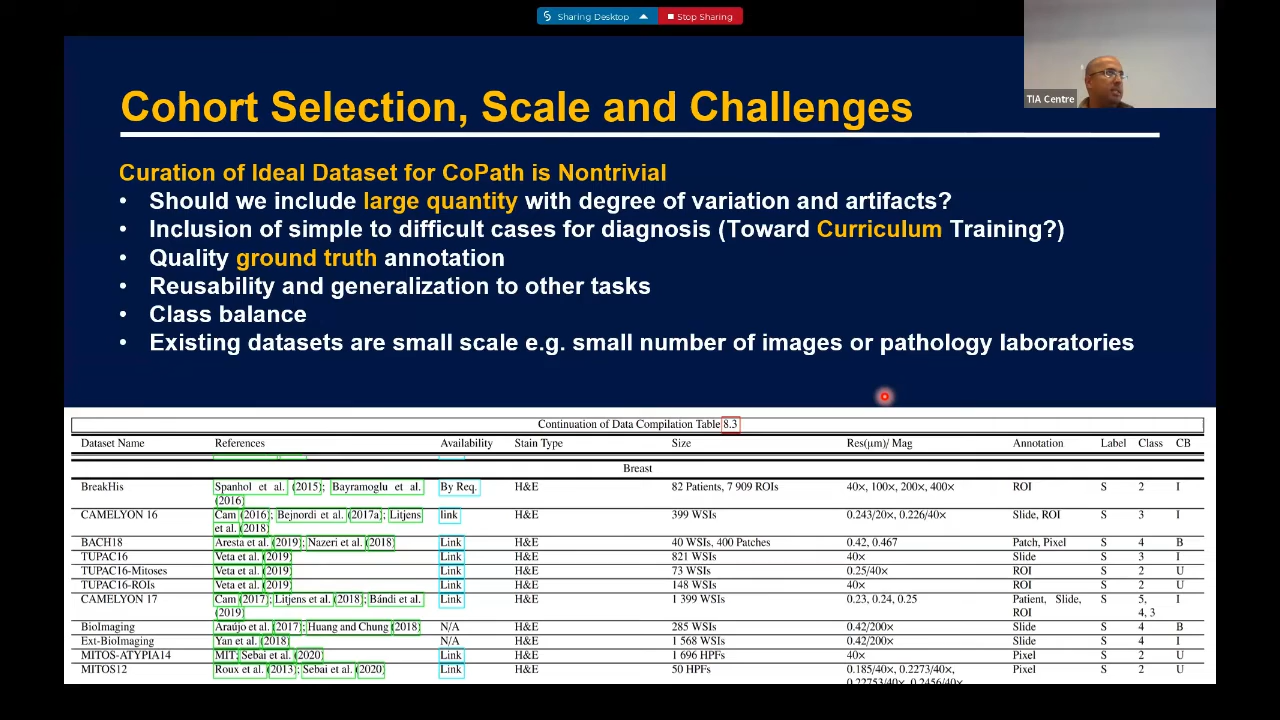 Sharing Desktop
Stop Sharing
TIA Centre
Cohort Selection, Scale and Challenges
Curation of Ideal Dataset for CoPath is Nontrivial
• Should we include large quantity with degree of variation and artifacts?
• Inclusion of simple to difficult cases for diagnosis (Toward Curriculum Training?)
• Quality ground truth annotation
• Reusability and generalization to other tasks
• Class balance
• Existing datasets are small scale e.g. small number of images or pathology laboratories
Continuation of Data Compilation Table 8.3
Dataset Name References Availability Stain Type Size Res(μm)/ Mag Annotation Label Class CB
Breast
BreakHis Spanhol et al. (2015); Bayramoglu et al. By Req. H&E 82 Patients, 7 909 ROIs 40×, 100×, 200×, 400× ROI S 2 I
(2016)
CAMELYON 16 Cam (2016); Bejnordi et al. (2017a); Litjens link H&E 399 WSIs 0.243/20×, 0.226/40× Slide, ROI S 3 I
et al. (2018)
BACH18 Aresta et al. (2019); Nazeri et al. (2018) Link H&E 40 WSIs, 400 Patches 0.42, 0.467 Patch, Pixel S 4 B
TUPAC16 Veta et al. (2019) Link H&E 821 WSIs 40× Slide S 3 I
TUPAC16-Mitoses Veta et al. (2019) Link H&E 73 WSIs 0.25/40× ROI S 2 U
TUPAC16-ROIs Veta et al. (2019) Link H&E 148 WSIs 40× ROI S 2 U
CAMELYON 17 Cam (2017); Litjens et al. (2018); Bándi et al. Link H&E 1 399 WSIs 0.23, 0.24, 0.25 Patient, Slide, S 5, I
(2019) ROI 4, 3
BioImaging Araújo et al. (2017); Huang and Chung (2018) N/A H&E 285 WSIs 0.42/200× Slide S 4 B
Ext-BioImaging Yan et al. (2018) N/A H&E 1 568 WSIs 0.42/200× Slide S 4 I
MITOS-ATYPIA14 MIT; Sebai et al. (2020) Link H&E 1 696 HPFs 40× Pixel S 2 U
MITOS12 Roux et al. (2013); Sebai et al. (2020) Link H&E 50 HPFs 0.185/40×, 0.2273/40×, Pixel S 2 U
0.22753/40×, 0.2456/40×